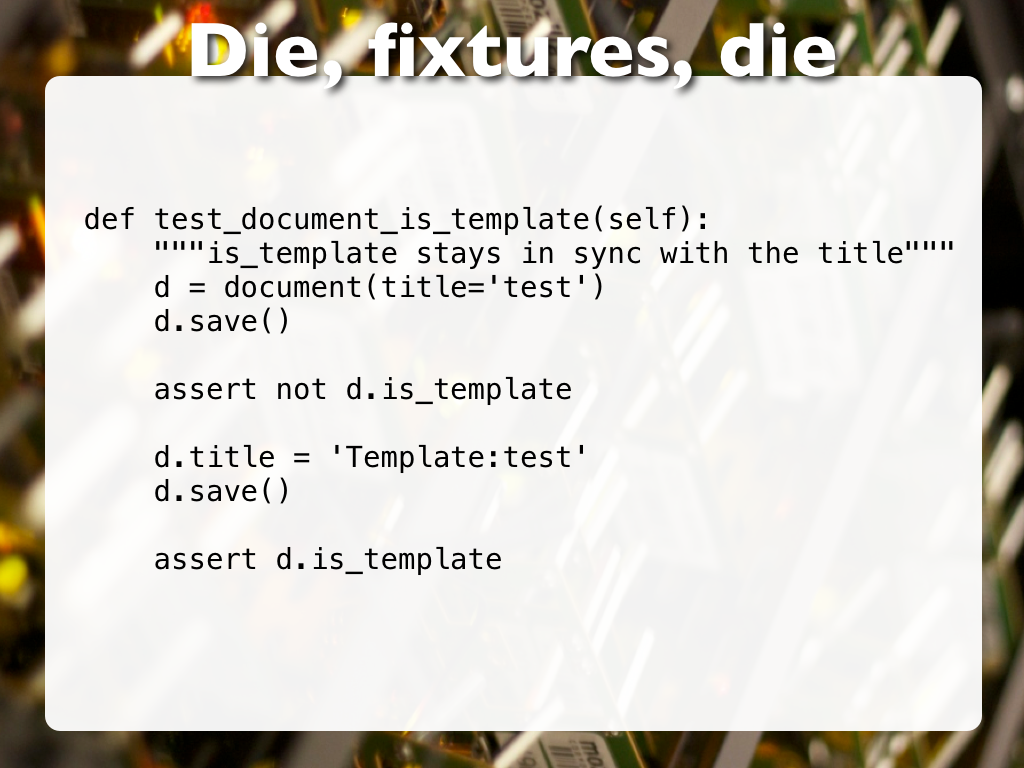 Die, fixtures, die
def test_document_is_template(self):
    """is_template stays in sync with the title"""
    d = document(title='test')
    d.save()
    assert not d.is_template
    d.title = 'Template:test'
    d.save()
    assert d.is_template